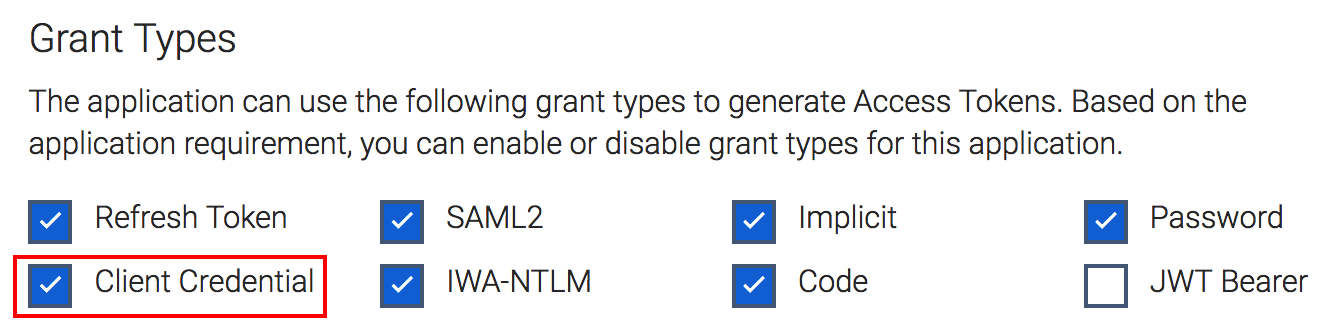 Grant Types
The application can use the following grant types to generate Access Tokens. Based on the
application requirement, you can enable or disable grant types for this application.
Refresh Token SAML2 Implicit Password
Client Credential IWA-NTLM Code JWT Bearer